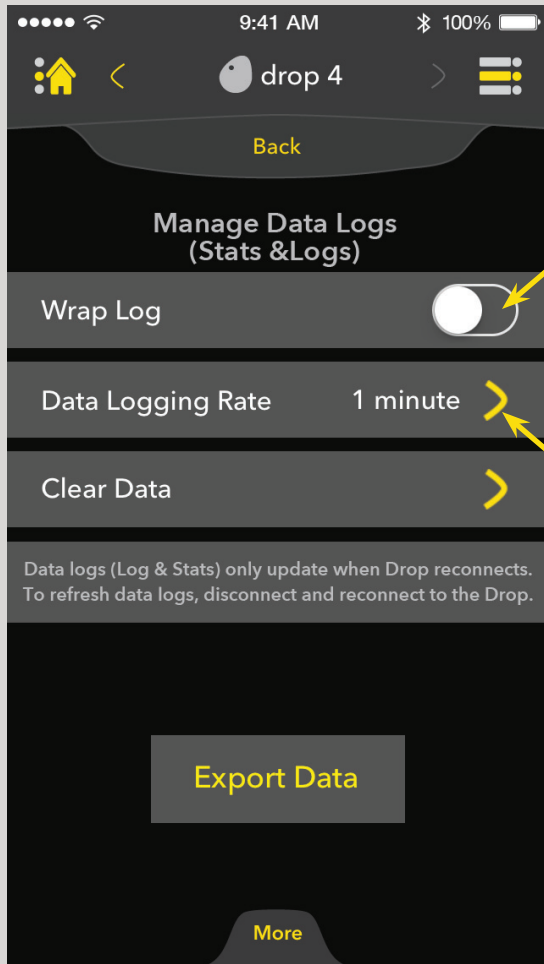 9:41 AM 100%
drop 4
Back
Manage Data Logs
(Stats &Logs)
Wrap Log
Data Logging Rate 1 minute
Clear Data
Data logs (Log & Stats) only update when Drop reconnects.
To refresh data logs, disconnect and reconnect to the Drop.
Export Data
More